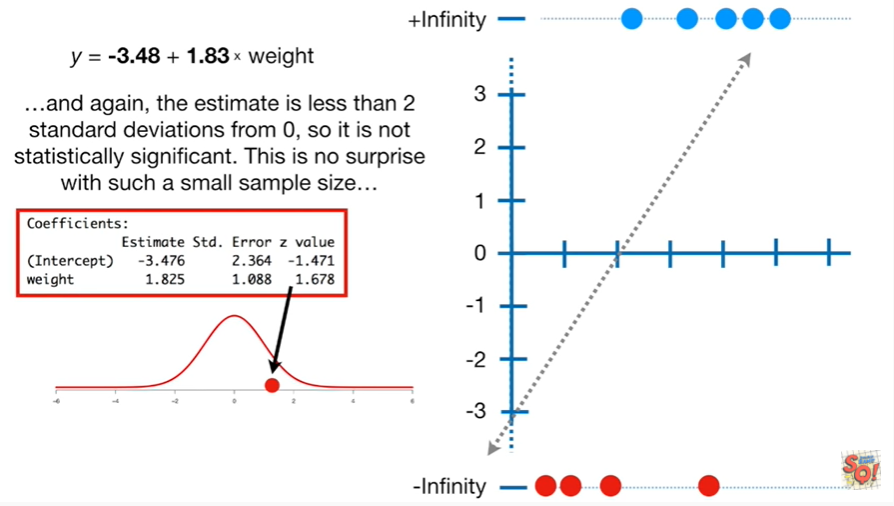 y = -3.48 + 1.83 × weight
…and again, the estimate is less than 2
standard deviations from 0, so it is not
statistically significant. This is no surprise
with such a small sample size…
Coefficients:
Estimate Std. Error z value
(Intercept) -3.476 2.364 -1.471
weight 1.825 1.088 1.678
-6 -4 -2 0 2 4 6
+Infinity
3
2
1
0
-1
-2
-3
-Infinity
SQ!